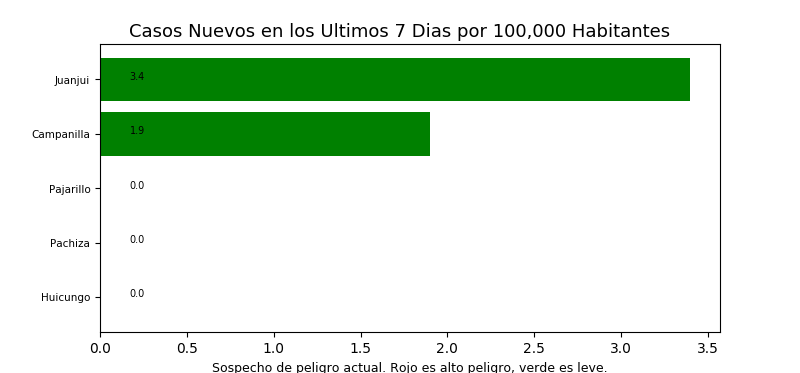 Casos Nuevos en los Ultimos 7 Dias por 100,000 Habitantes
Juanjui 3.4
Campanilla 1.9
Pajarillo 0.0
Pachiza 0.0
Huicungo 0.0
0.0 0.5 1.0 1.5 2.0 2.5 3.0 3.5
Sospecho de peligro actual. Rojo es alto peligro, verde es leve.